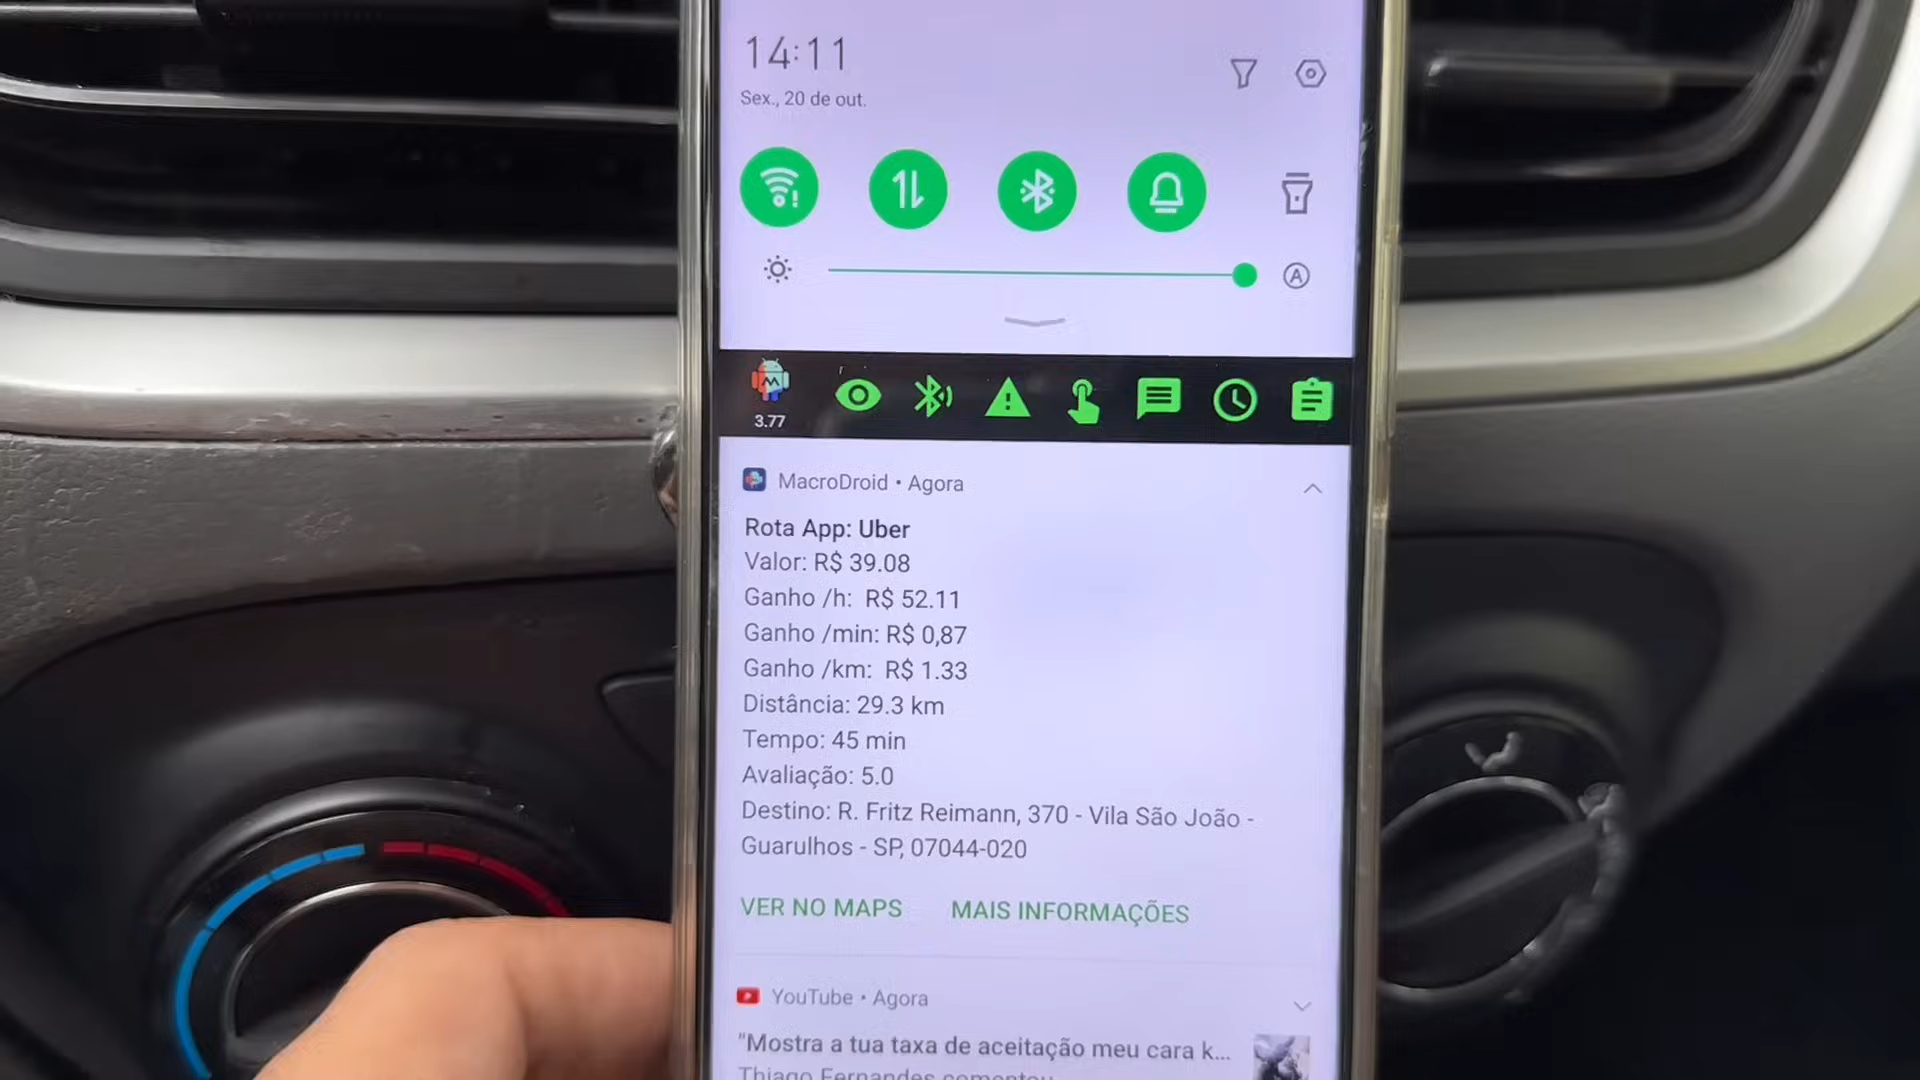 14:11
Sex., 20 de out.
3.77
MacroDroid • Agora
Rota App: Uber
Valor: R$ 39.08
Ganho /h: R$ 52.11
Ganho /min: R$ 0,87
Ganho /km: R$ 1.33
Distância: 29.3 km
Tempo: 45 min
Avaliação: 5.0
Destino: R. Fritz Reimann, 370 - Vila São João -
Guarulhos - SP, 07044-020
VER NO MAPS MAIS INFORMAÇÕES
YouTube • Agora
"Mostra a tua taxa de aceitação meu cara k...
Thiago Fernandes comentou